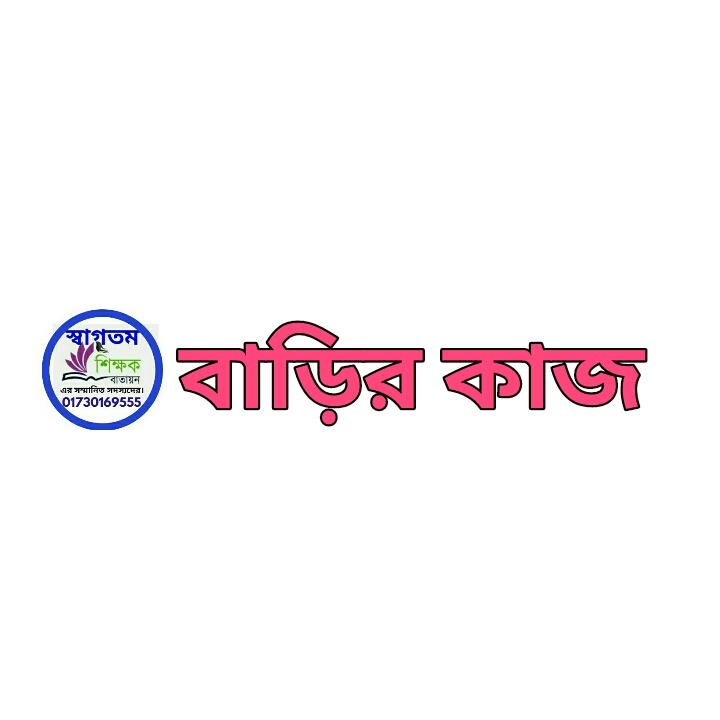 স্বাগতম
শিক্ষক
বাতায়ন
এর সম্মানিত সদস্যদের।
01730169555
বাড়ির কাজ